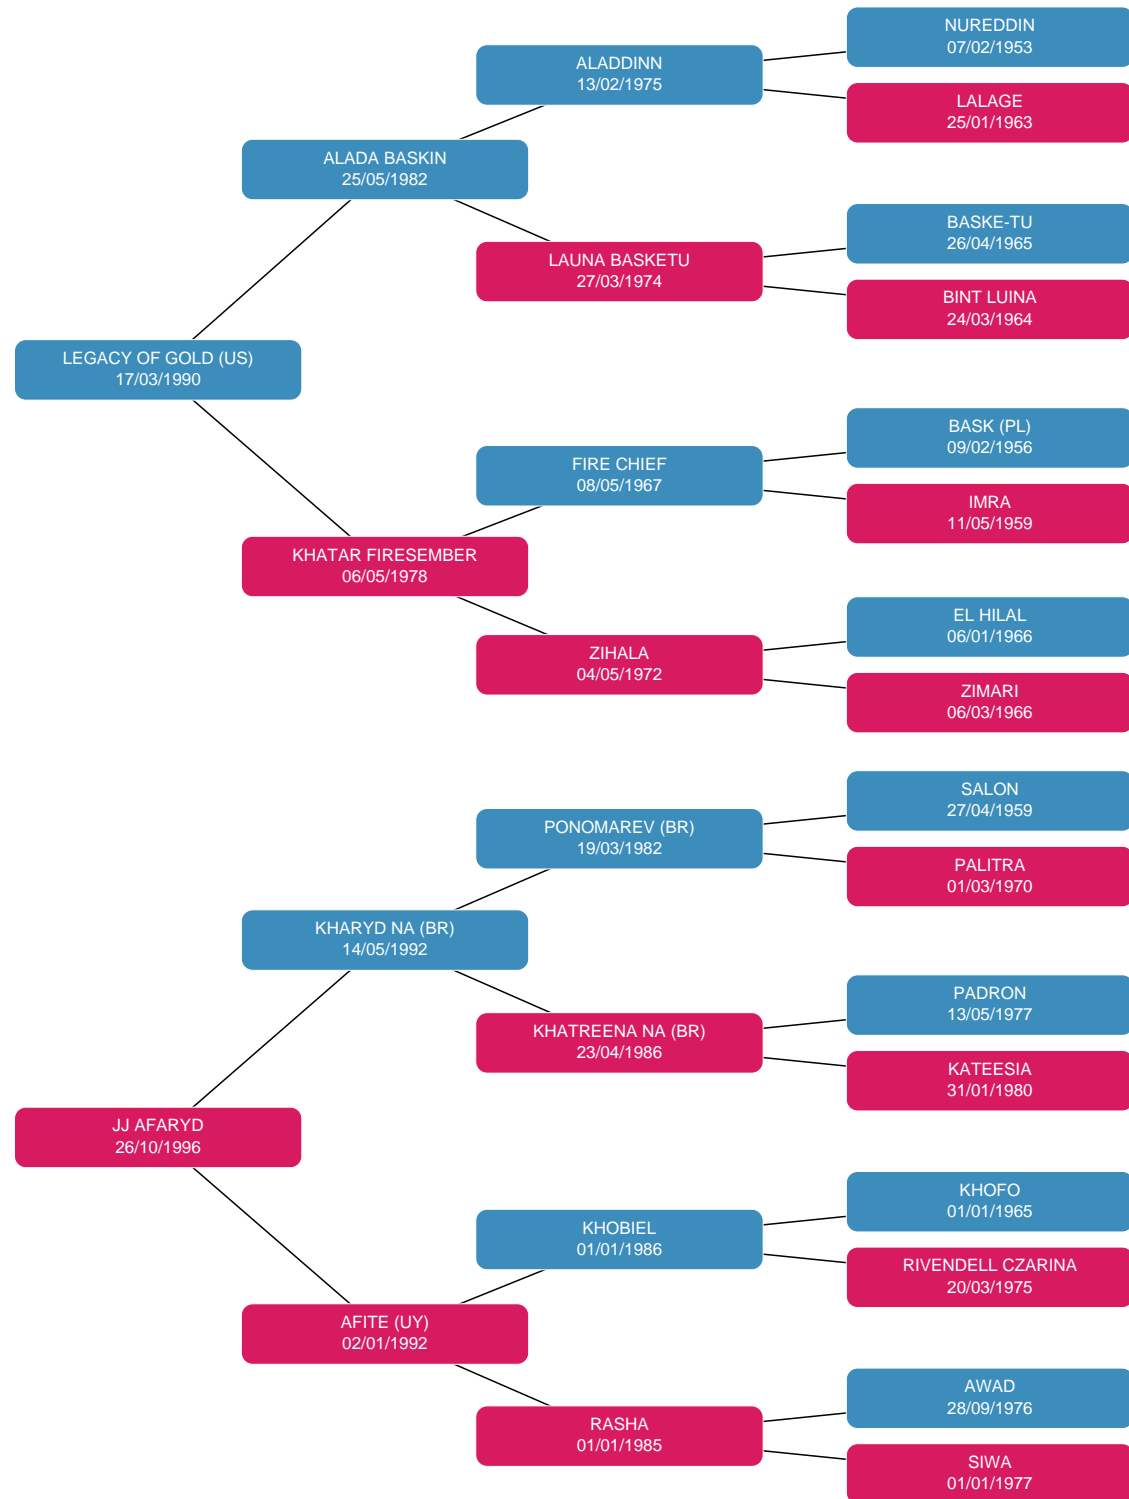 NUREDDIN
07/02/1953
ALADDINN
13/02/1975
LALAGE
25/01/1963
ALADA BASKIN
25/05/1982
BASKE-TU
26/04/1965
LAUNA BASKETU
27/03/1974
BINT LUINA
24/03/1964
LEGACY OF GOLD (US)
17/03/1990
BASK (PL)
09/02/1956
FIRE CHIEF
08/05/1967
IMRA
11/05/1959
KHATAR FIRESEMBER
06/05/1978
EL HILAL
06/01/1966
ZIHALA
04/05/1972
ZIMARI
06/03/1966
SALON
27/04/1959
PONOMAREV (BR)
19/03/1982
PALITRA
01/03/1970
KHARYD NA (BR)
14/05/1992
PADRON
13/05/1977
KHATREENA NA (BR)
23/04/1986
KATEESIA
31/01/1980
JJ AFARYD
26/10/1996
KHOFO
01/01/1965
KHOBIEL
01/01/1986
RIVENDELL CZARINA
20/03/1975
AFITE (UY)
02/01/1992
AWAD
28/09/1976
RASHA
01/01/1985
SIWA
01/01/1977